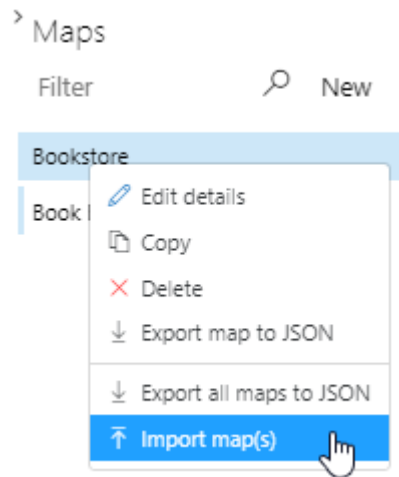 Maps
Filter New
Bookstore
Book
Edit details
Copy
Delete
Export map to JSON
Export all maps to JSON
Import map(s)